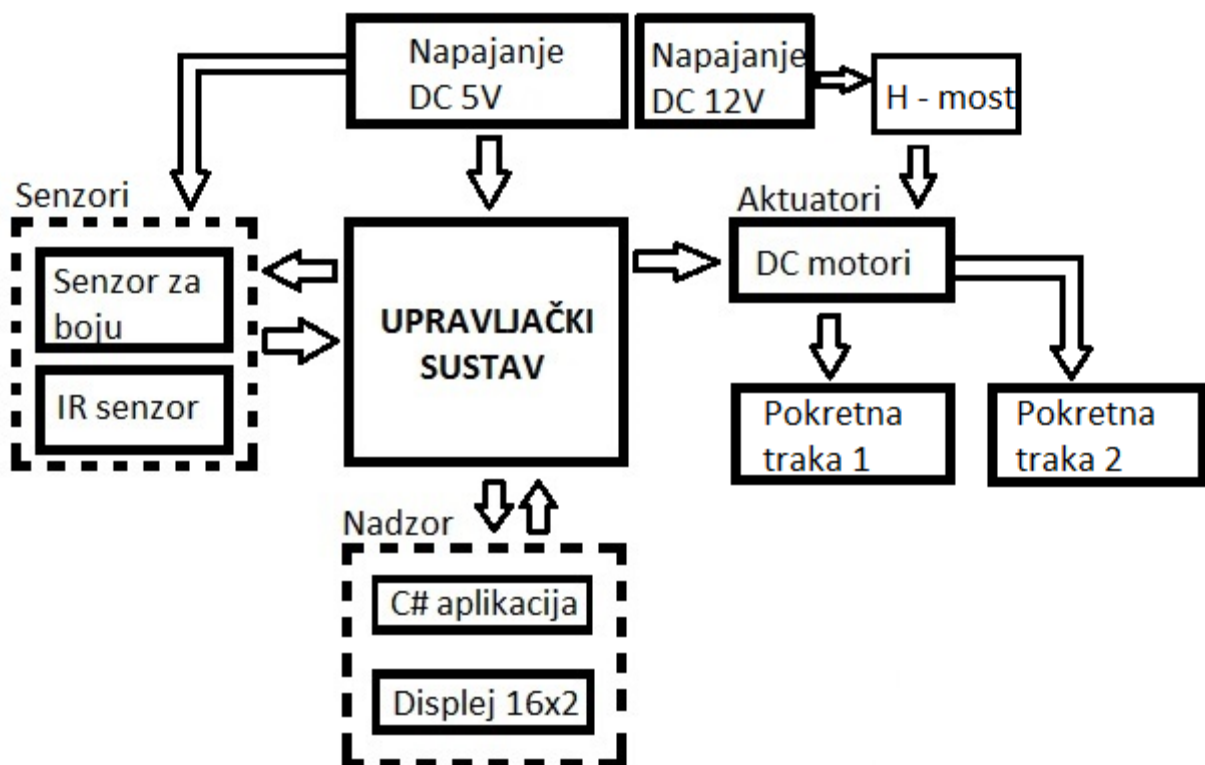 Napajanje
DC 5V
Napajanje
DC 12V
H - most
Senzori
Senzor za
boju
IR senzor
UPRAVLJAČKI
SUSTAV
Aktuatori
DC motori
Pokretna
traka 1
Pokretna
traka 2
Nadzor
C# aplikacija
Displej 16x2